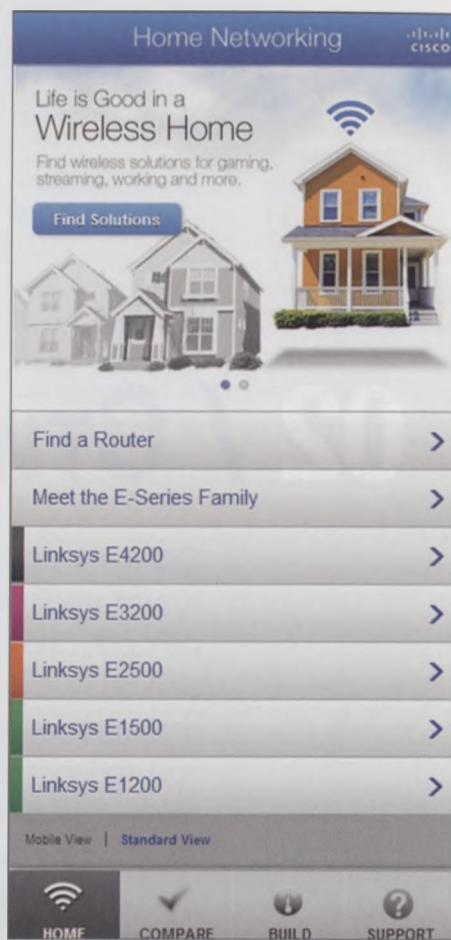 Home Networking
CISCO
Life is Good in a
Wireless Home
Find wireless solutions for gaming,
streaming, working and more.
Find Solutions
Find a Router
Meet the E-Series Family
Linksys E4200
Linksys E3200
Linksys E2500
Linksys E1500
Linksys E1200
Mobile View | Standard View
HOME COMPARE BUILD SUPPORT